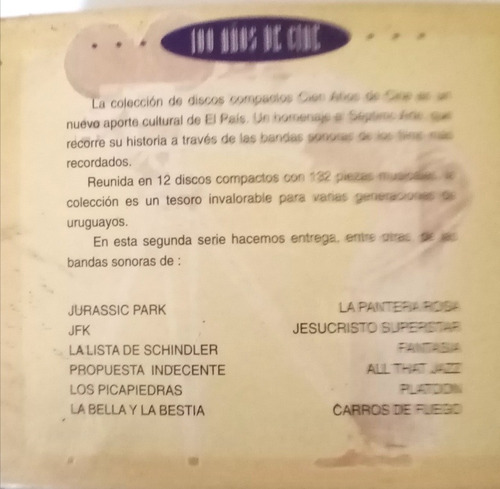 100 AÑOS DE CINE
La colección de discos compactos Cien Años de Cine es un
nuevo aporte cultural de El País. Un homenaje al Séptimo Arte, que
recorre su historia a través de las bandas sonoras de los films más
recordados.
Reunida en 12 discos compactos con 132 piezas musicales, la
colección es un tesoro invalorable para varias generaciones de
uruguayos.
En esta segunda serie hacemos entrega, entre otras, de las
bandas sonoras de :
JURASSIC PARK
JFK
LA LISTA DE SCHINDLER
PROPUESTA INDECENTE
LOS PICAPIEDRAS
LA BELLA Y LA BESTIA
LA PANTERA ROSA
JESUCRISTO SUPERSTAR
FANTASIA
ALL THAT JAZZ
PLATOON
CARROS DE FUEGO